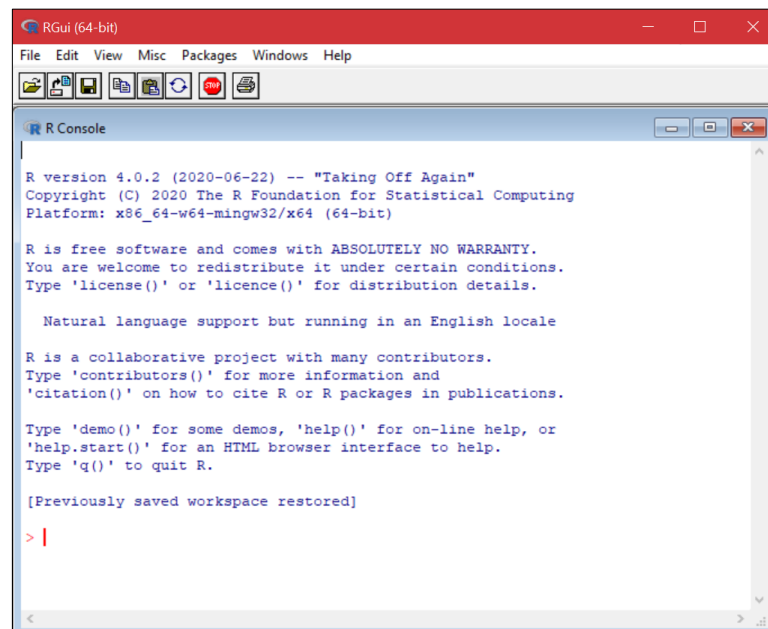 RGui (64-bit)
File Edit View Misc Packages Windows Help
STOP
R Console
R version 4.0.2 (2020-06-22) -- "Taking Off Again"
Copyright (C) 2020 The R Foundation for Statistical Computing
Platform: x86_64-w64-mingw32/x64 (64-bit)
R is free software and comes with ABSOLUTELY NO WARRANTY.
You are welcome to redistribute it under certain conditions.
Type 'license()' or 'licence()' for distribution details.
Natural language support but running in an English locale
R is a collaborative project with many contributors.
Type 'contributors()' for more information and
'citation()' on how to cite R or R packages in publications.
Type 'demo()' for some demos, 'help()' for on-line help, or
'help.start()' for an HTML browser interface to help.
Type 'q()' to quit R.
[Previously saved workspace restored]
>